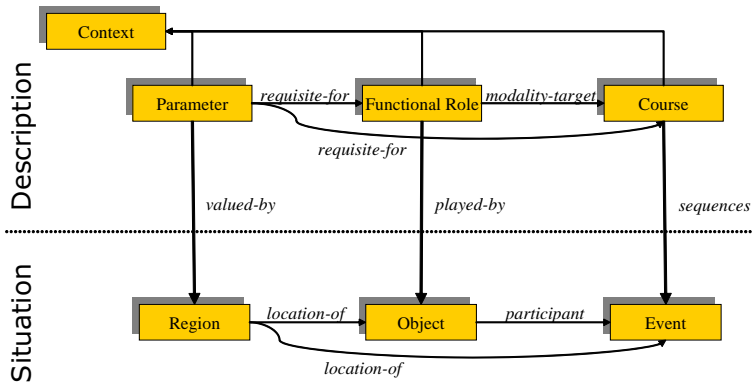 Context
Description
Parameter
requisite-for
Functional Role
modality-target
Course
requisite-for
valued-by
played-by
sequences
Situation
Region
location-of
Object
participant
Event
location-of